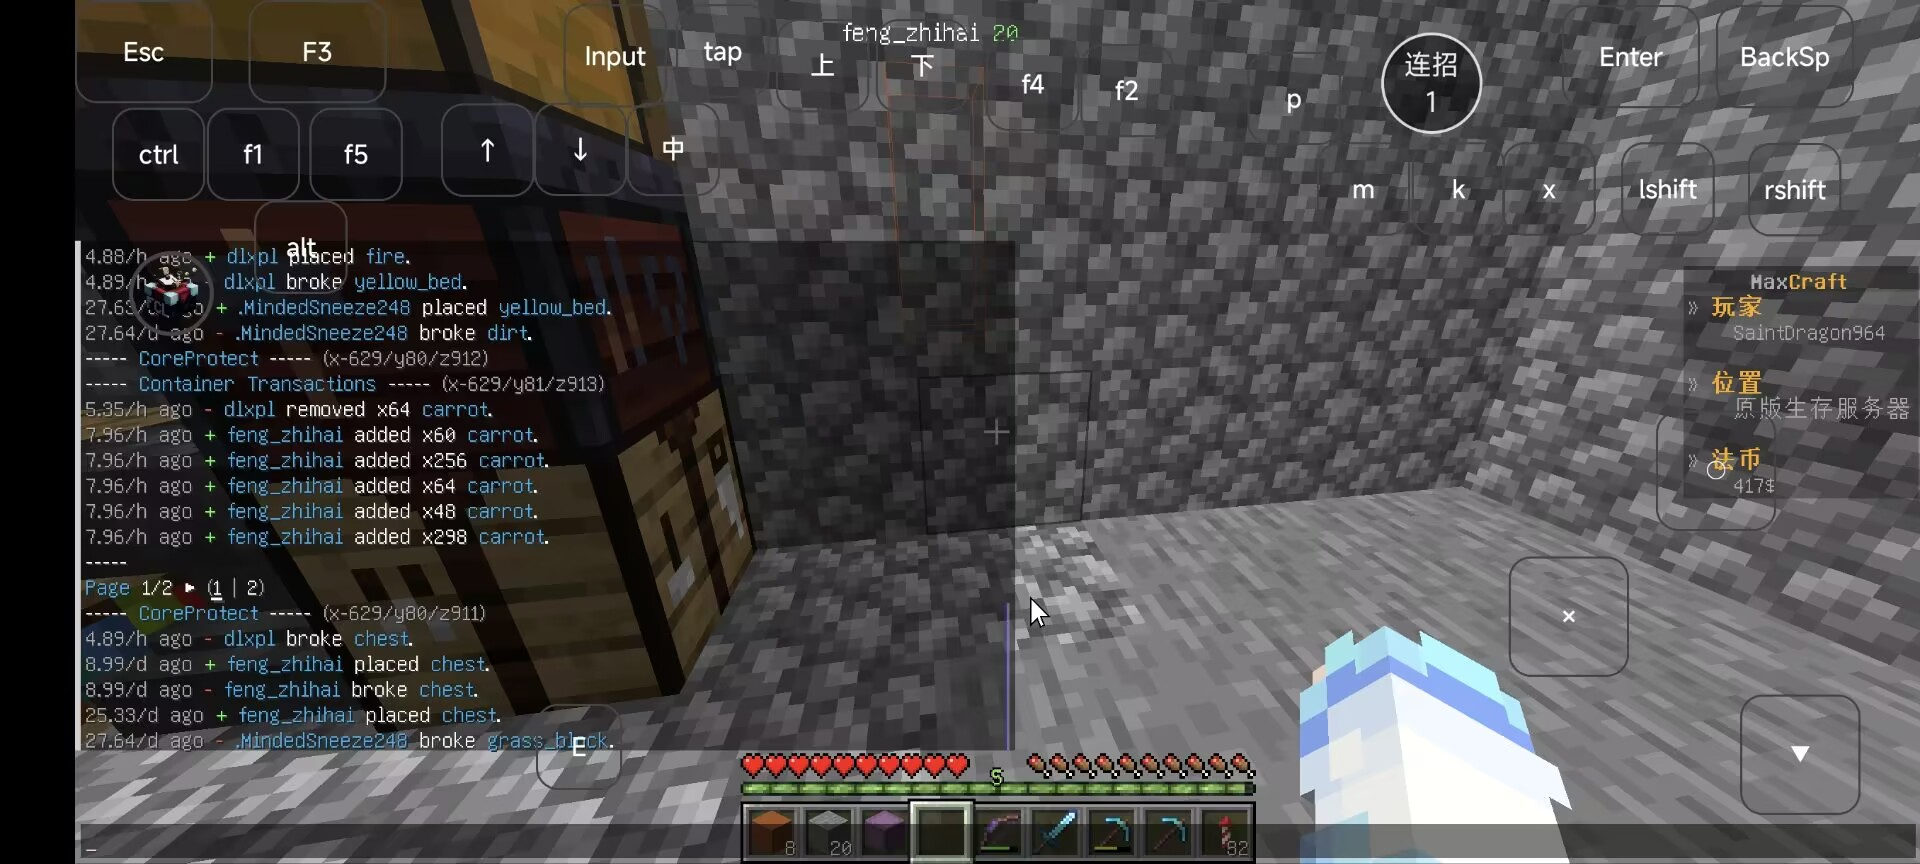 Esc
F3
Input
tap
上
下
feng_zhihai 20
f4
f2
p
连招
1
Enter
BackSp
ctrl
f1
f5
↑
↓
中
m
k
x
lshift
rshift
alt
4.88/h ago + dlxpl placed fire.
4.89/h dlxpl broke yellow_bed.
27.63/ + .MindedSneeze248 placed yellow_bed.
27.64/d ago - .MindedSneeze248 broke dirt.
----- CoreProtect ----- (x-629/y80/z912)
----- Container Transactions ----- (x-629/y81/z913)
5.35/h ago - dlxpl removed x64 carrot.
7.96/h ago + feng_zhihai added x60 carrot.
7.96/h ago + feng_zhihai added x256 carrot.
7.96/h ago + feng_zhihai added x64 carrot.
7.96/h ago + feng_zhihai added x48 carrot.
7.96/h ago + feng_zhihai added x298 carrot.
-----
Page 1/2 ▶ (1 | 2)
----- CoreProtect ----- (x-629/y80/z911)
4.89/h ago - dlxpl broke chest.
8.99/d ago + feng_zhihai placed chest.
8.99/d ago - feng_zhihai broke chest.
25.33/d ago + feng_zhihai placed chest.
27.64/d ago - .MindedSneeze248 broke grass_block.
E
MaxCraft
» 玩家
SaintDragon964
» 位置
原版生存服务器
» 法币
417$
×
▼
S
8
20
82
_